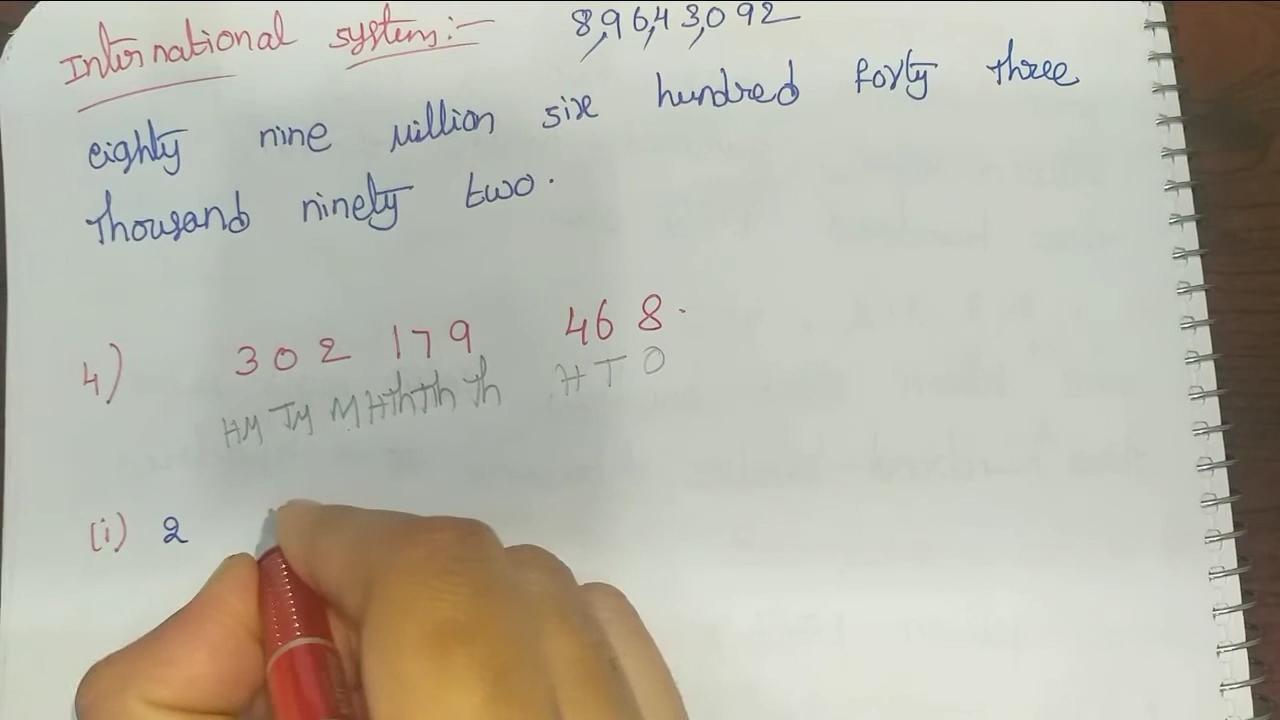 International system:-
8,96,43,092
eighty nine million six hundred forty three
thousand ninety two.
4) 302 179 468.
HM TM M HTh TTh Th H T O
(i) 2